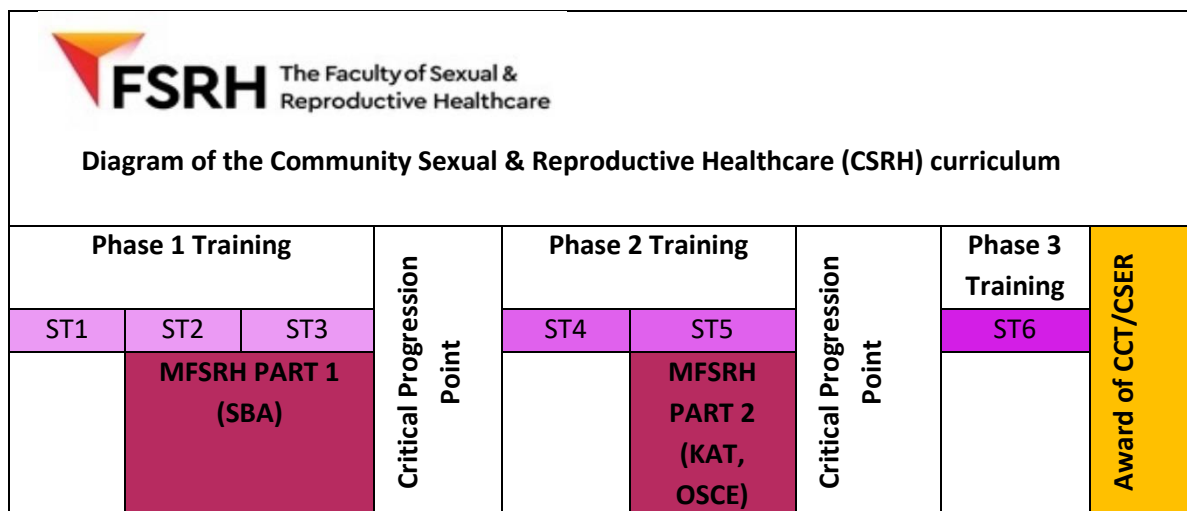 FSRH The Faculty of Sexual &
Reproductive Healthcare
Diagram of the Community Sexual & Reproductive Healthcare (CSRH) curriculum
Phase 1 Training
Critical Progression
Point
Phase 2 Training
Critical Progression
Point
Phase 3
Training
Award of CCT/CSER
ST1
ST2
ST3
ST4
ST5
ST6
MFSRH PART 1
(SBA)
MFSRH
PART 2
(KAT,
OSCE)